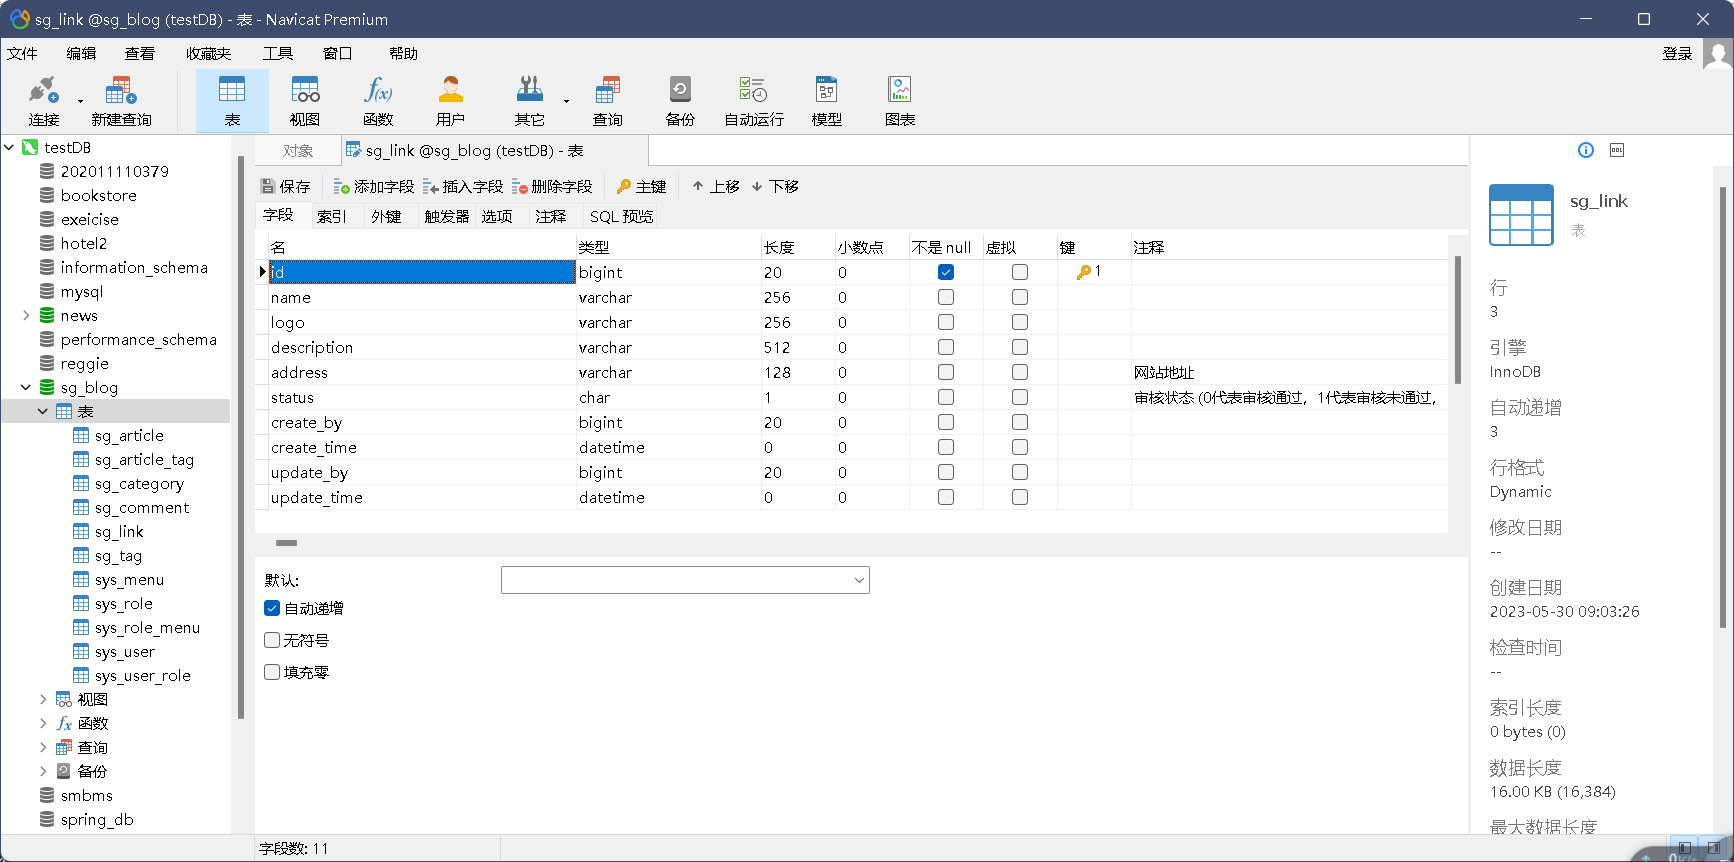 sg_link @sg_blog (testDB) - 表 - Navicat Premium
文件 编辑 查看 收藏夹 工具 窗口 帮助 登录
连接 新建查询 表 视图 函数 用户 其它 查询 备份 自动运行 模型 图表
testDB
202011110379
bookstore
exeicise
hotel2
information_schema
mysql
news
performance_schema
reggie
sg_blog
表
sg_article
sg_article_tag
sg_category
sg_comment
sg_link
sg_tag
sys_menu
sys_role
sys_role_menu
sys_user
sys_user_role
视图
函数
查询
备份
smbms
spring_db
对象 sg_link @sg_blog (testDB) - 表
保存 添加字段 插入字段 删除字段 主键 上移 下移
字段 索引 外键 触发器 选项 注释 SQL 预览
名 类型 长度 小数点 不是 null 虚拟 键 注释
id bigint 20 0 1
name varchar 256 0
logo varchar 256 0
description varchar 512 0
address varchar 128 0 网站地址
status char 1 0 审核状态 (0代表审核通过，1代表审核未通过，
create_by bigint 20 0
create_time datetime 0 0
update_by bigint 20 0
update_time datetime 0 0
默认:
自动递增
无符号
填充零
DDL
sg_link
表
行
3
引擎
InnoDB
自动递增
3
行格式
Dynamic
修改日期
--
创建日期
2023-05-30 09:03:26
检查时间
--
索引长度
0 bytes (0)
数据长度
16.00 KB (16,384)
最大数据长度
字段数: 11